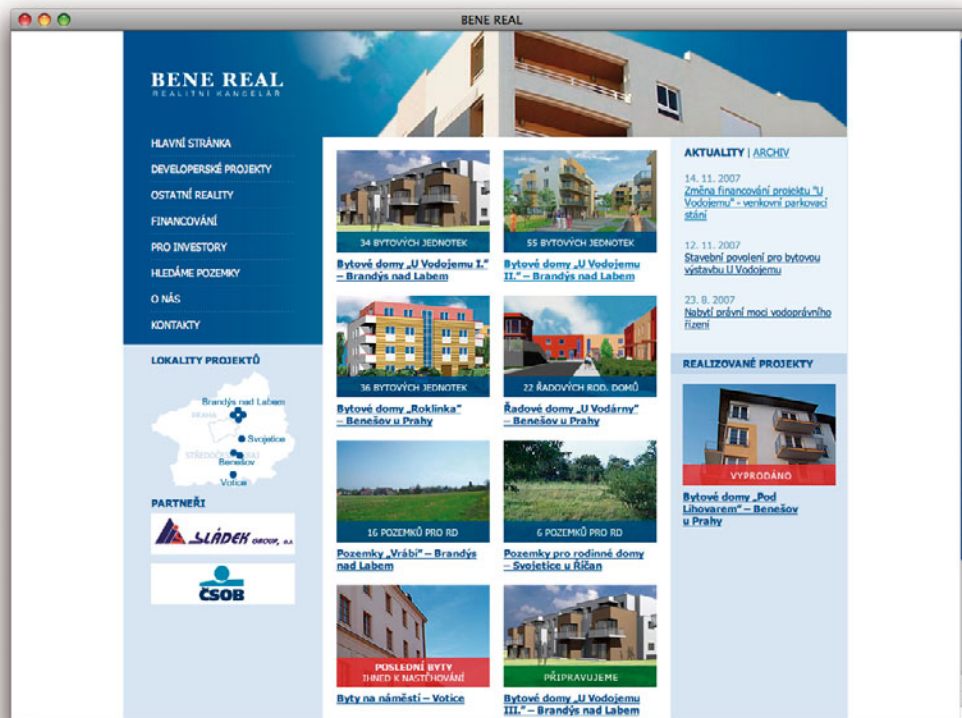 BENE REAL
BENE REAL
REALITNÍ KANCELÁŘ
HLAVNÍ STRÁNKA
DEVELOPERSKÉ PROJEKTY
OSTATNÍ REALITY
FINANCOVÁNÍ
PRO INVESTORY
HLEDÁME POZEMKY
O NÁS
KONTAKTY
LOKALITY PROJEKTŮ
Brandýs nad Labem
PRAHA
Svojetice
STŘEDOČESKÝ KRAJ
Benešov
Votice
PARTNEŘI
SLÁDEK GROUP, a.s.
ČSOB
34 BYTOVÝCH JEDNOTEK
Bytové domy „U Vodojemu I.“
– Brandýs nad Labem
55 BYTOVÝCH JEDNOTEK
Bytové domy „U Vodojemu
II.“ – Brandýs nad Labem
36 BYTOVÝCH JEDNOTEK
Bytové domy „Roklinka“
– Benešov u Prahy
22 ŘADOVÝCH ROD. DOMŮ
Řadové domy „U Vodárny“
– Benešov u Prahy
16 POZEMKŮ PRO RD
Pozemky „Vrábí“ – Brandýs
nad Labem
6 POZEMKŮ PRO RD
Pozemky pro rodinné domy
– Svojetice u Říčan
POSLEDNÍ BYTY
IHNED K NASTĚHOVÁNÍ
Byty na náměstí – Votice
PŘIPRAVUJEME
Bytové domy „U Vodojemu
III.“ – Brandýs nad Labem
AKTUALITY | ARCHIV
14. 11. 2007
Změna financování projektu "U
Vodojemu" - venkovní parkovací
stání
12. 11. 2007
Stavební povolení pro bytovou
výstavbu U Vodojemu
23. 8. 2007
Nabytí právní moci vodoprávního
řízení
REALIZOVANÉ PROJEKTY
VYPRODÁNO
Bytové domy „Pod
Lihovarem“ – Benešov
u Prahy